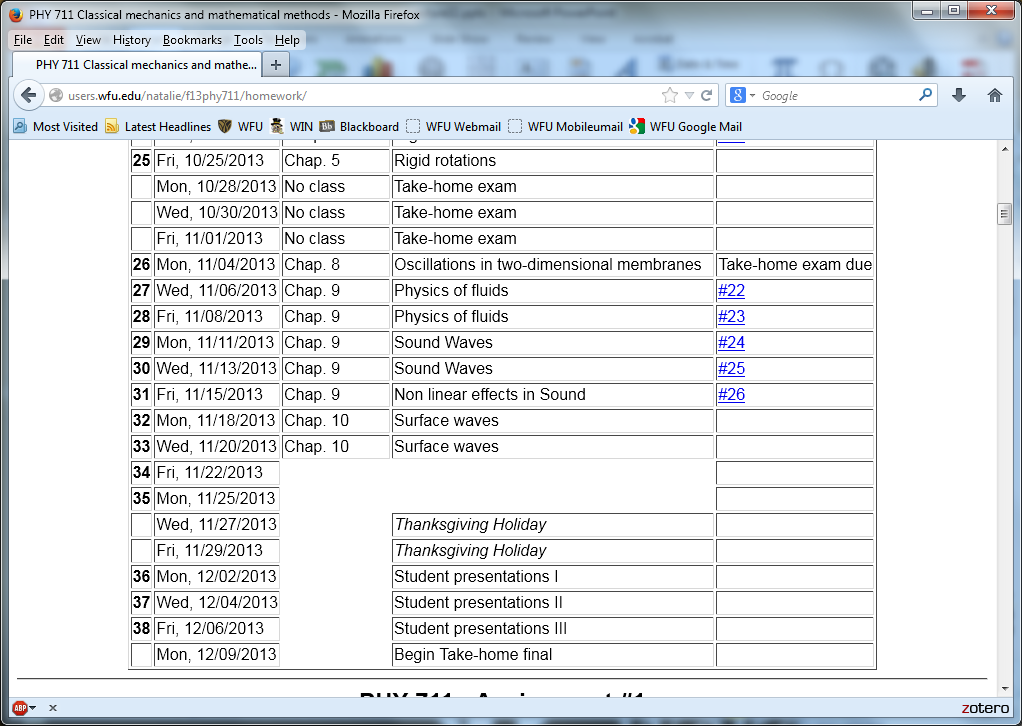 PHY 711 Classical mechanics and mathematical methods - Mozilla Firefox
File Edit View History Bookmarks Tools Help
PHY 711 Classical mechanics and mathe... +
users.wfu.edu/natalie/f13phy711/homework/ Google
Most Visited Latest Headlines WFU WIN Bb Blackboard WFU Webmail WFU Mobileumail WFU Google Mail
25 Fri, 10/25/2013 Chap. 5 Rigid rotations
Mon, 10/28/2013 No class Take-home exam
Wed, 10/30/2013 No class Take-home exam
Fri, 11/01/2013 No class Take-home exam
26 Mon, 11/04/2013 Chap. 8 Oscillations in two-dimensional membranes Take-home exam due
27 Wed, 11/06/2013 Chap. 9 Physics of fluids #22
28 Fri, 11/08/2013 Chap. 9 Physics of fluids #23
29 Mon, 11/11/2013 Chap. 9 Sound Waves #24
30 Wed, 11/13/2013 Chap. 9 Sound Waves #25
31 Fri, 11/15/2013 Chap. 9 Non linear effects in Sound #26
32 Mon, 11/18/2013 Chap. 10 Surface waves
33 Wed, 11/20/2013 Chap. 10 Surface waves
34 Fri, 11/22/2013
35 Mon, 11/25/2013
Wed, 11/27/2013 Thanksgiving Holiday
Fri, 11/29/2013 Thanksgiving Holiday
36 Mon, 12/02/2013 Student presentations I
37 Wed, 12/04/2013 Student presentations II
38 Fri, 12/06/2013 Student presentations III
Mon, 12/09/2013 Begin Take-home final
ABP zotero